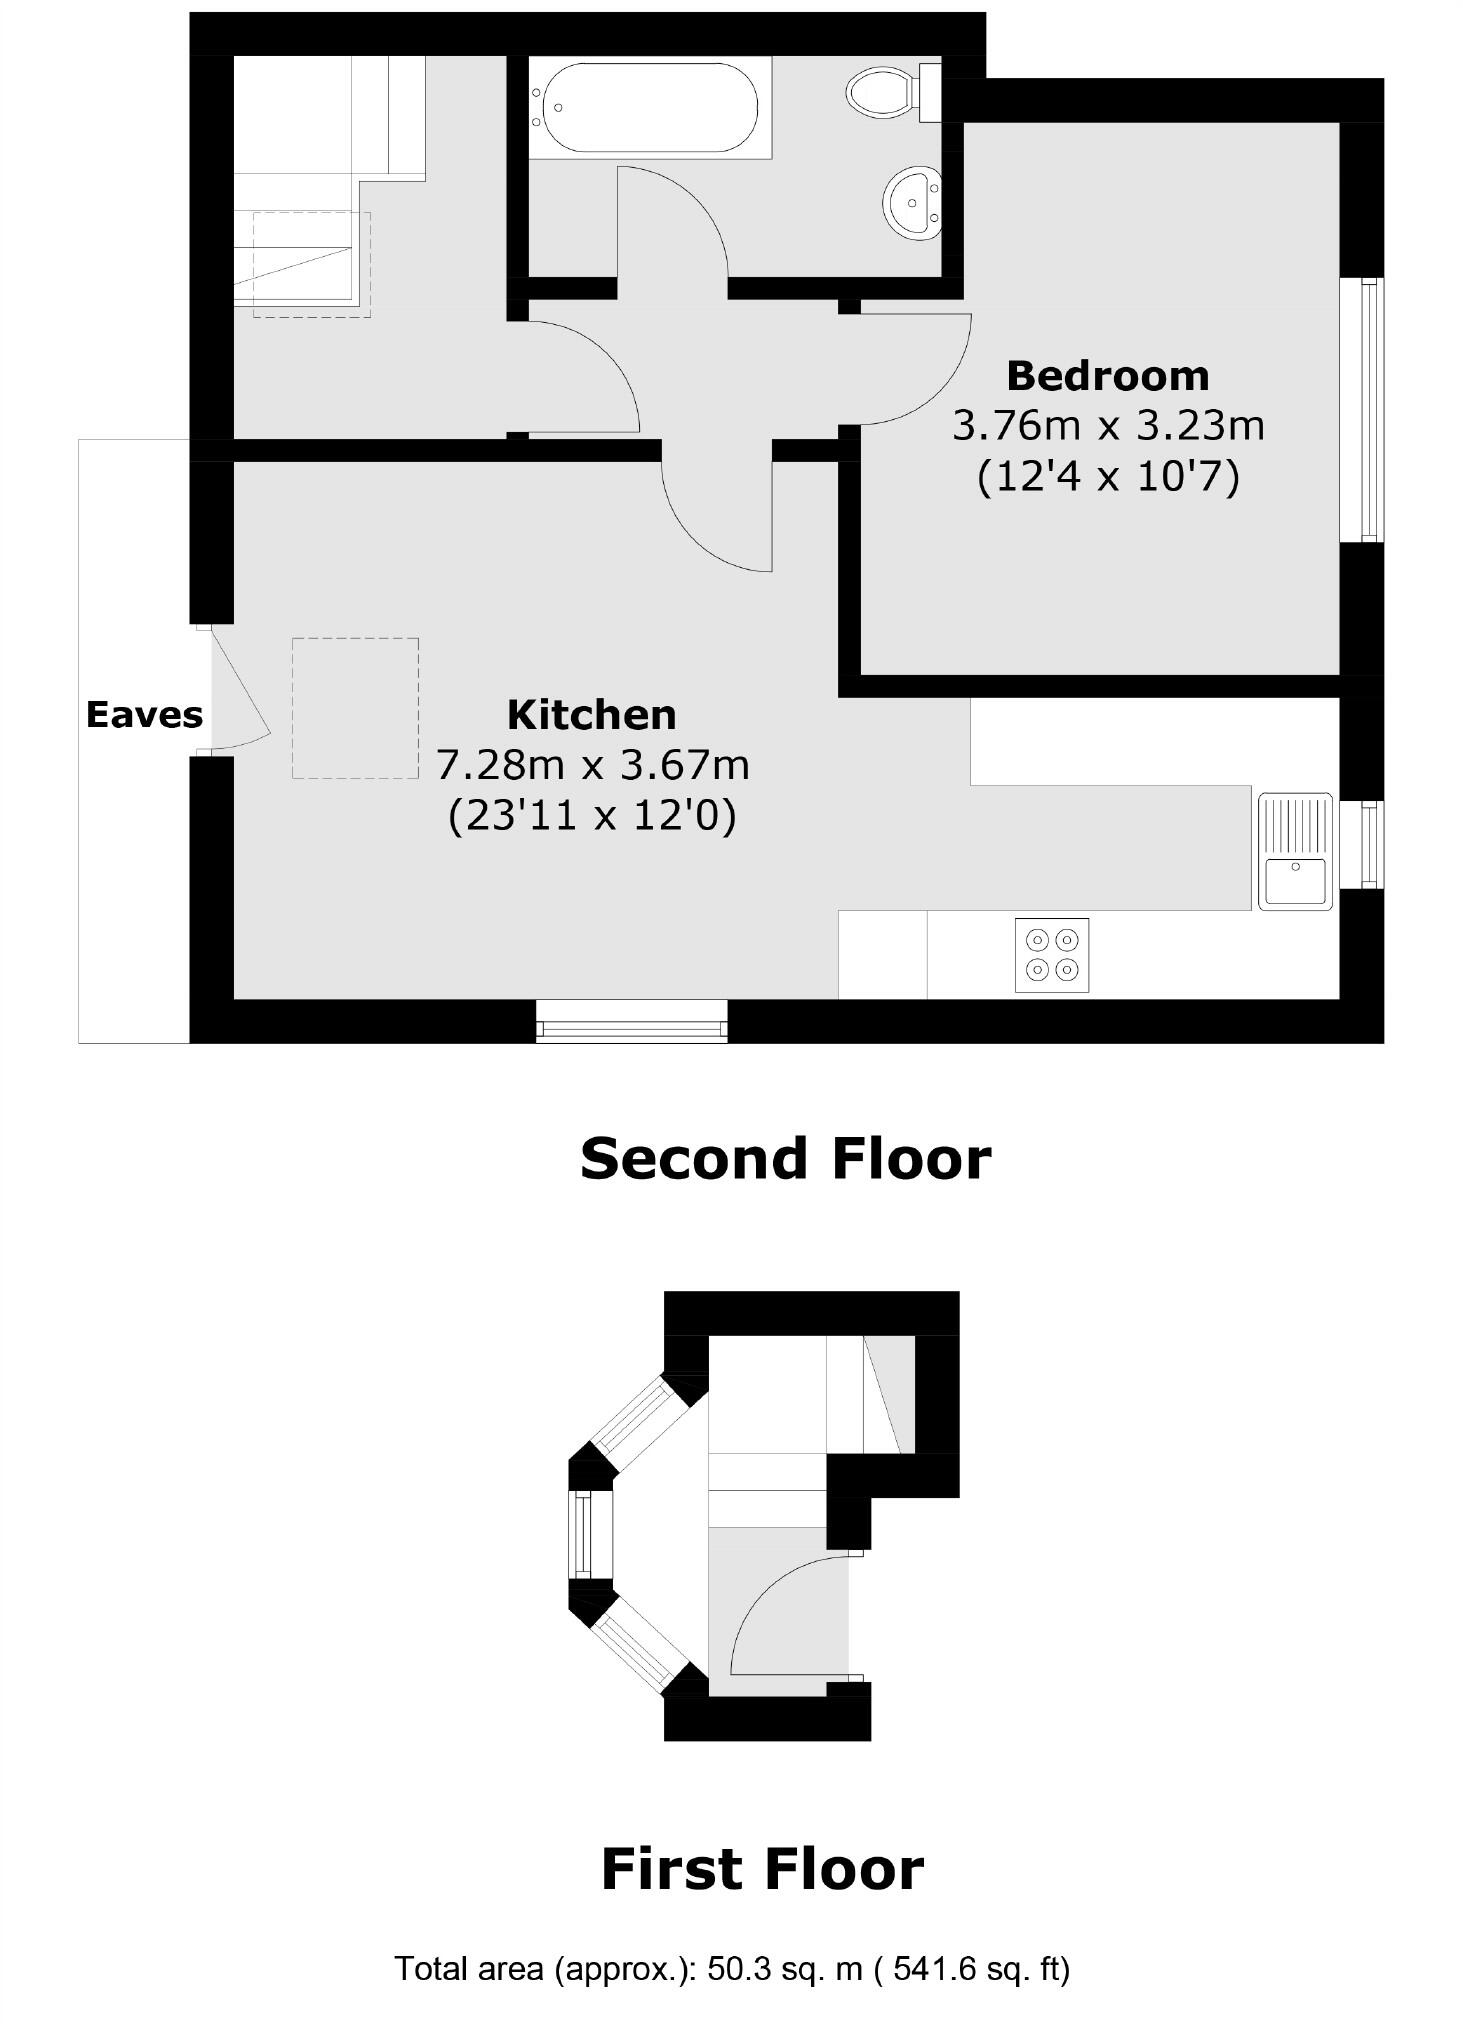 Bedroom
3.76m x 3.23m
(12'4 x 10'7)
Eaves
Kitchen
7.28m x 3.67m
(23'11 x 12'0)
Second Floor
First Floor
Total area (approx.): 50.3 sq. m ( 541.6 sq. ft)